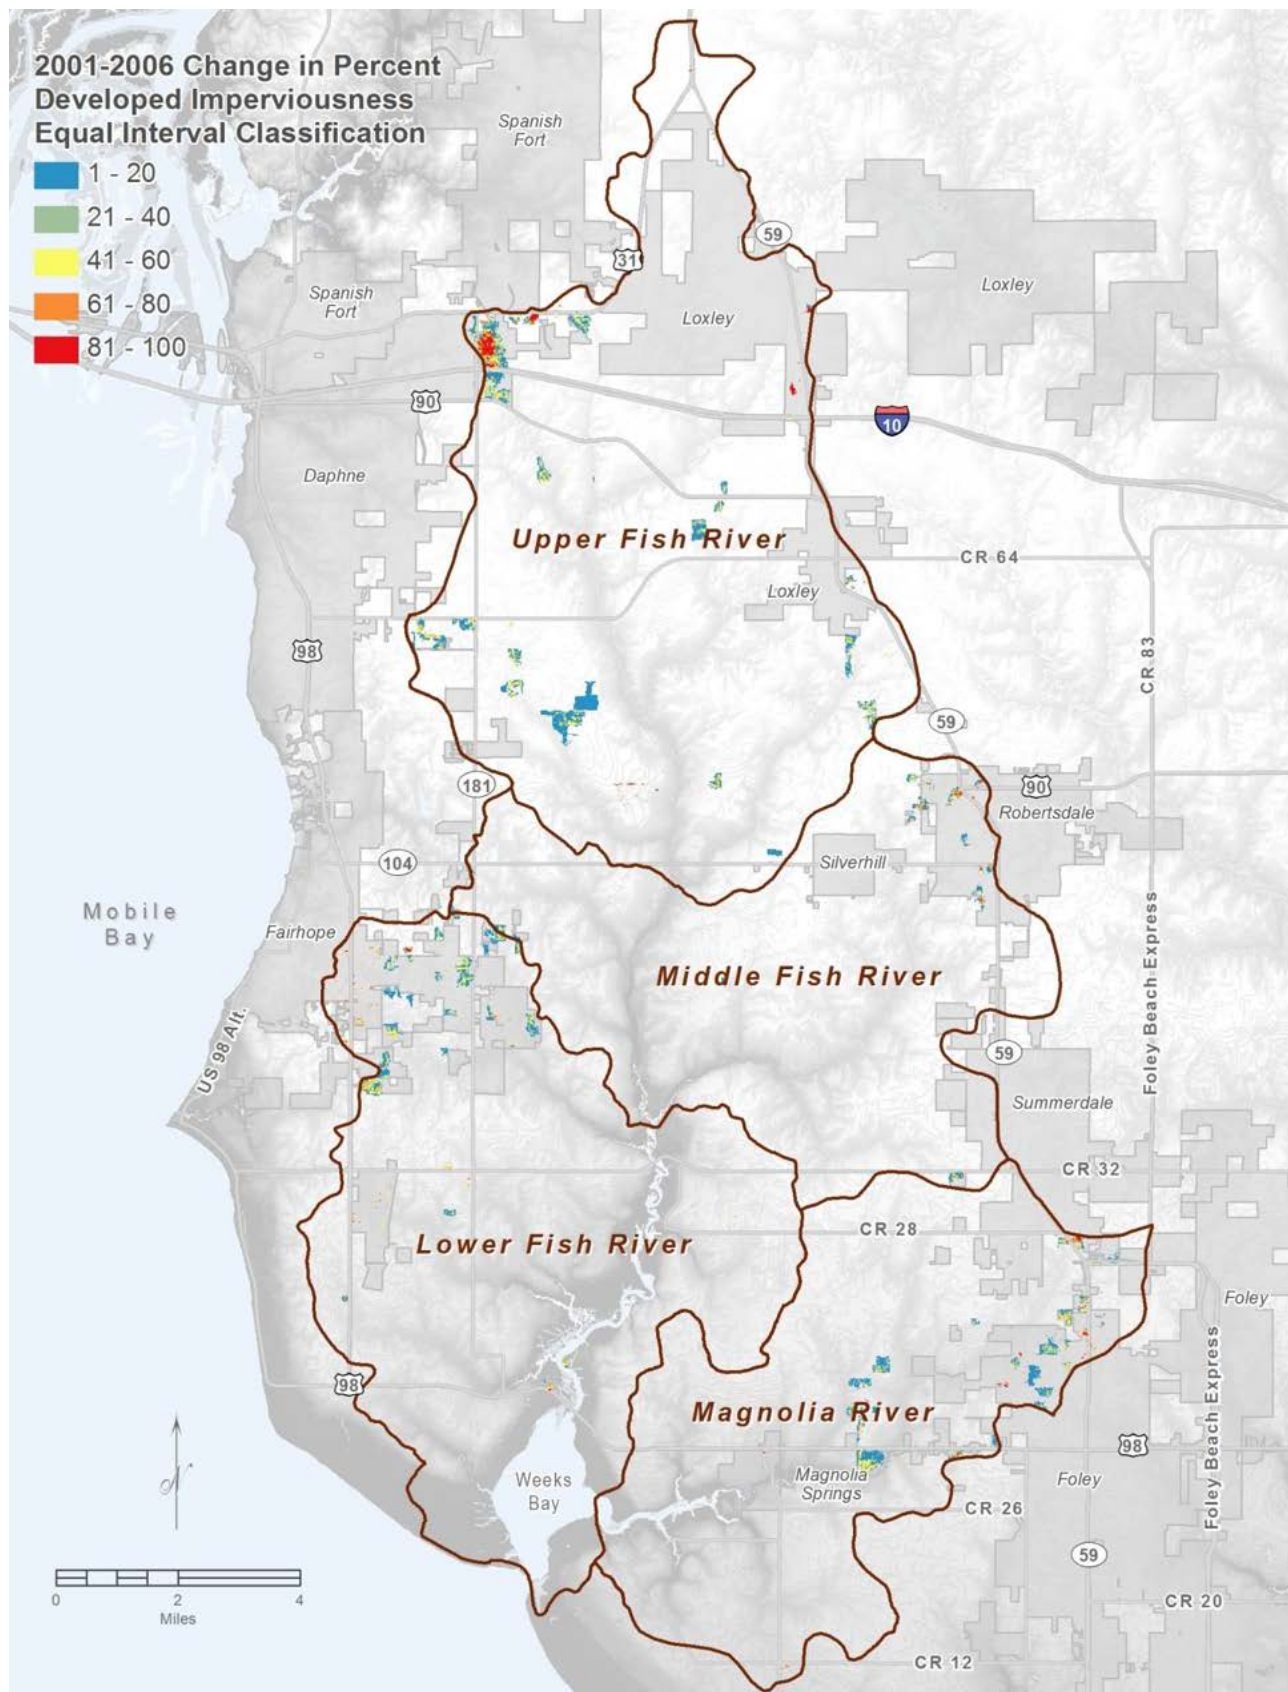 2001-2006 Change in Percent
Developed Imperviousness
Equal Interval Classification
1 - 20
21 - 40
41 - 60
61 - 80
81 - 100
Spanish
Fort
59
31
Loxley
Spanish
Fort
Loxley
90
10
Daphne
Upper Fish River
CR 64
Loxley
98
CR 83
59
181
90
Robertsdale
104
Silverhill
Mobile
Bay
Fairhope
Foley Beach Express
Middle Fish River
US 98 Alt.
59
Summerdale
CR 32
CR 28
Lower Fish River
Foley
98
Foley Beach Express
Magnolia River
98
Weeks
Bay
Magnolia
Springs
Foley
CR 26
N
59
0
2
4
Miles
CR 20
CR 12